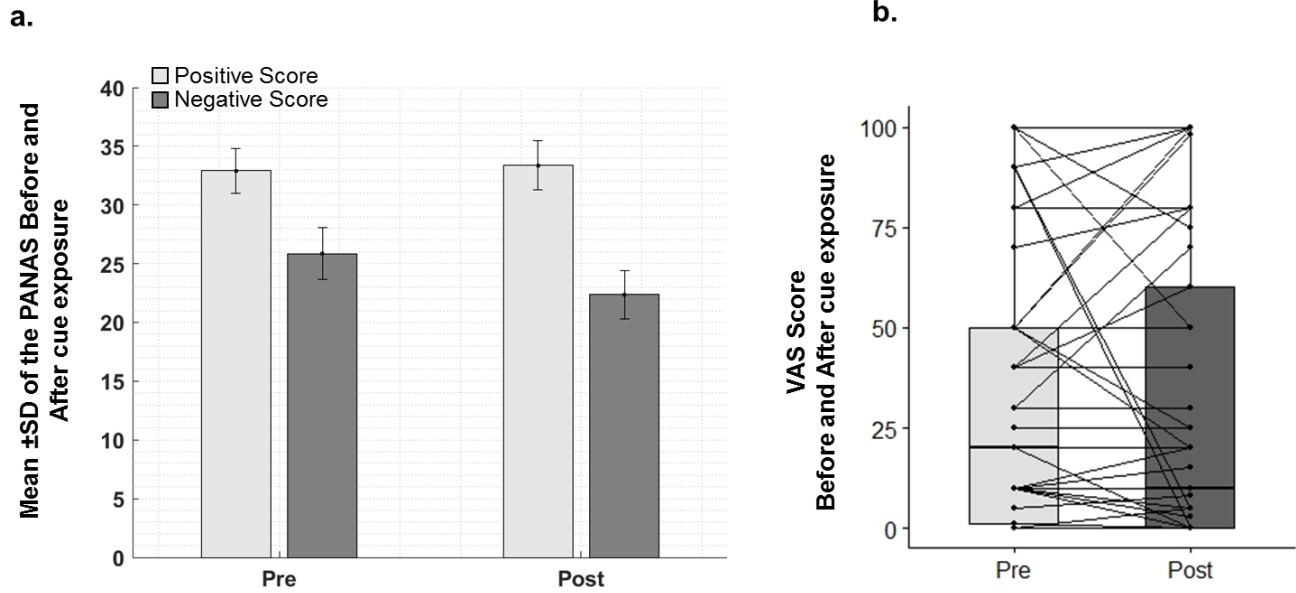 a.
Mean ±SD of the PANAS Before and
After cue exposure
Positive Score
Negative Score
40
35
30
25
20
15
10
5
0
Pre
Post
b.
VAS Score
Before and After cue exposure
100
75
50
25
0
Pre
Post